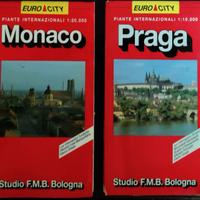 EURO CITY
PIANTE INTERNAZIONALI 1:20.000
Monaco
Studio F.M.B. Bologna
EURO CITY
PIANTE INTERNAZIONALI 1:10.000
Praga
Studio F.M.B. Bologna